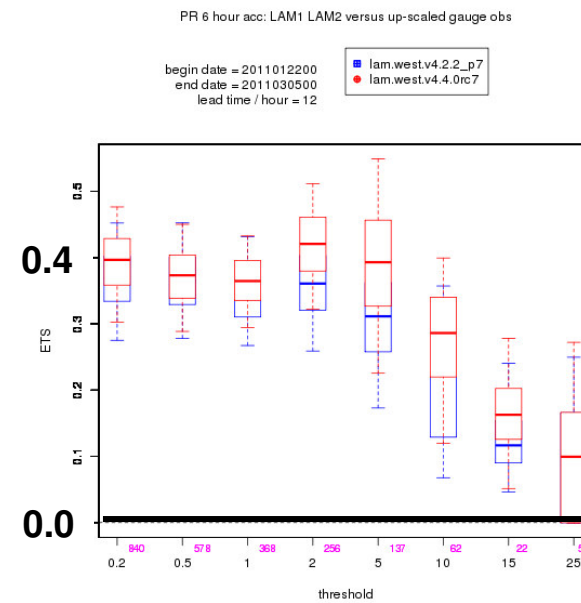 PR 6 hour acc: LAM1 LAM2 versus up-scaled gauge obs
begin date = 2011012200
end date = 2011030500
lead time / hour = 12
lam.west.v4.2.2_p7
lam.west.v4.4.0rc7
ETS
0.5
0.4
0.3
0.2
0.1
0.0
840 578 368 256 137 62 22 5
0.2 0.5 1 2 5 10 15 25
threshold